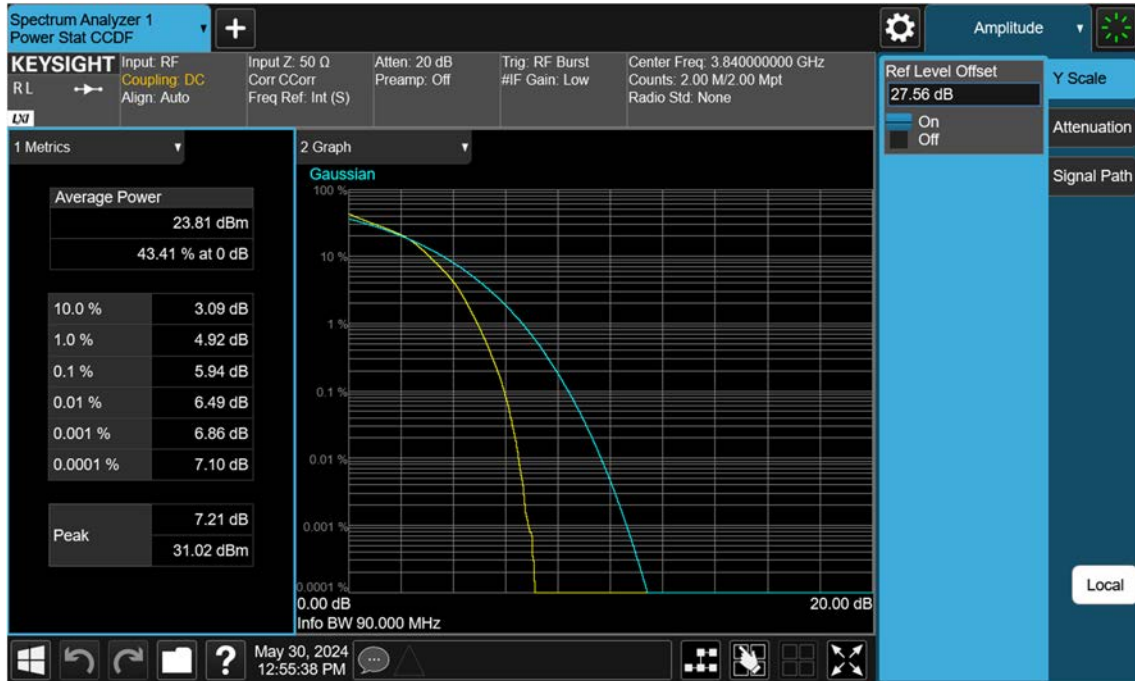 Spectrum Analyzer 1
Power Stat CCDF
+
Amplitude
KEYSIGHT
RL
LXI
Input: RF
Coupling: DC
Align: Auto
Input Z: 50 Ω
Corr CCorr
Freq Ref: Int (S)
Atten: 20 dB
Preamp: Off
Trig: RF Burst
#IF Gain: Low
Center Freq: 3.840000000 GHz
Counts: 2.00 M/2.00 Mpt
Radio Std: None
Ref Level Offset
27.56 dB
On
Off
Y Scale
Attenuation
Signal Path
1 Metrics
Average Power
23.81 dBm
43.41 % at 0 dB
10.0 % 3.09 dB
1.0 % 4.92 dB
0.1 % 5.94 dB
0.01 % 6.49 dB
0.001 % 6.86 dB
0.0001 % 7.10 dB
Peak
7.21 dB
31.02 dBm
2 Graph
Gaussian
100 %
10 %
1 %
0.1 %
0.01 %
0.001 %
0.0001 %
0.00 dB 20.00 dB
Info BW 90.000 MHz
Local
?
May 30, 2024
12:55:38 PM